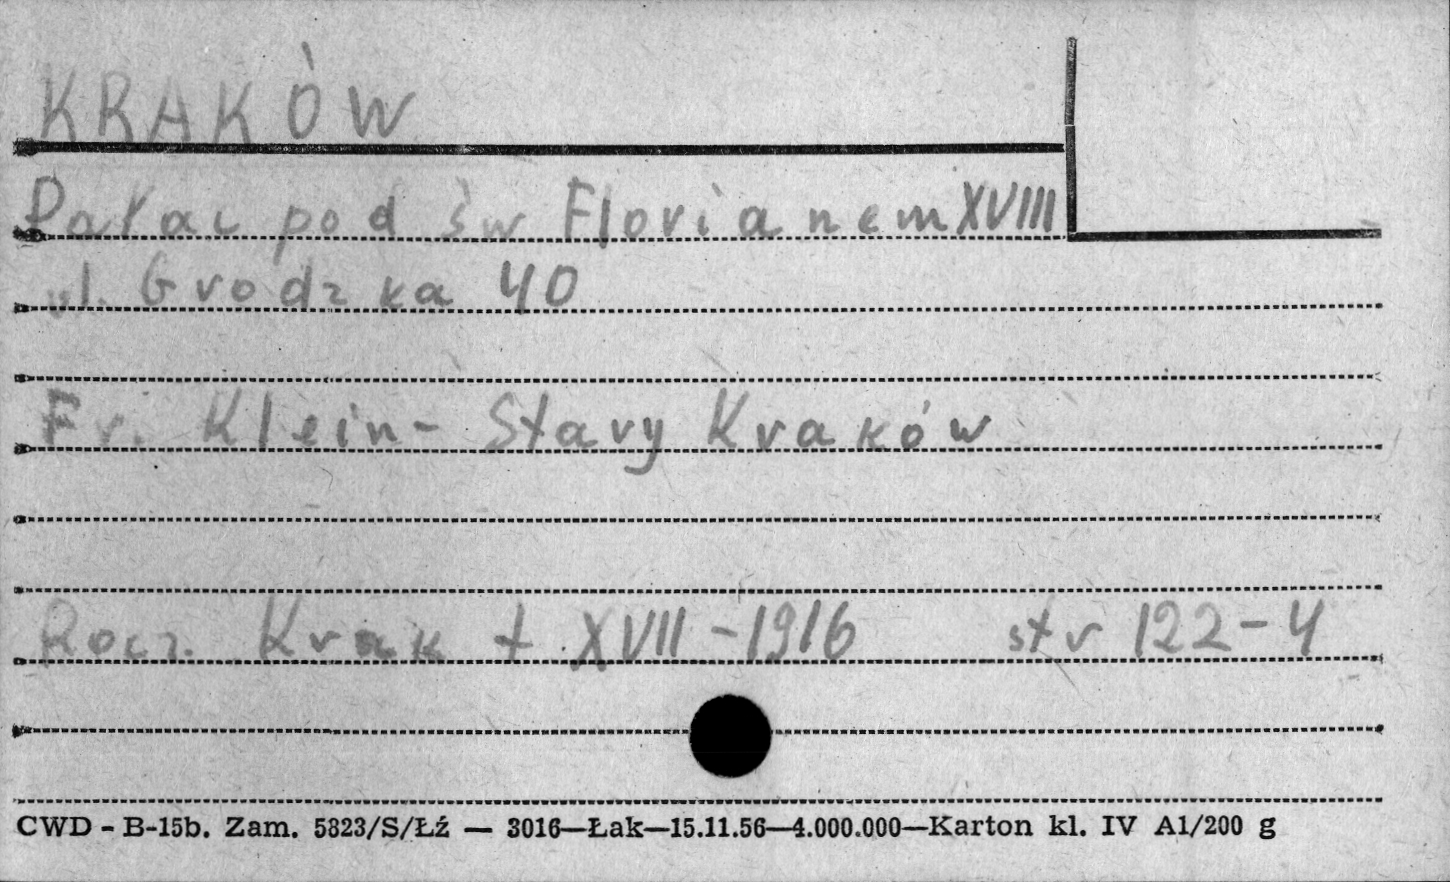 KRAKÓW
Pałac pod św Florianem XVIII
ul. Grodzka 40
Fr. Klein - Stary Kraków
Rocz. Krak t. XVII - 1916 str 122-4
CWD - B-15b. Zam. 5823/S/Łź — 3016—Łak—15.11.56—4.000.000—Karton kl. IV A1/200 g